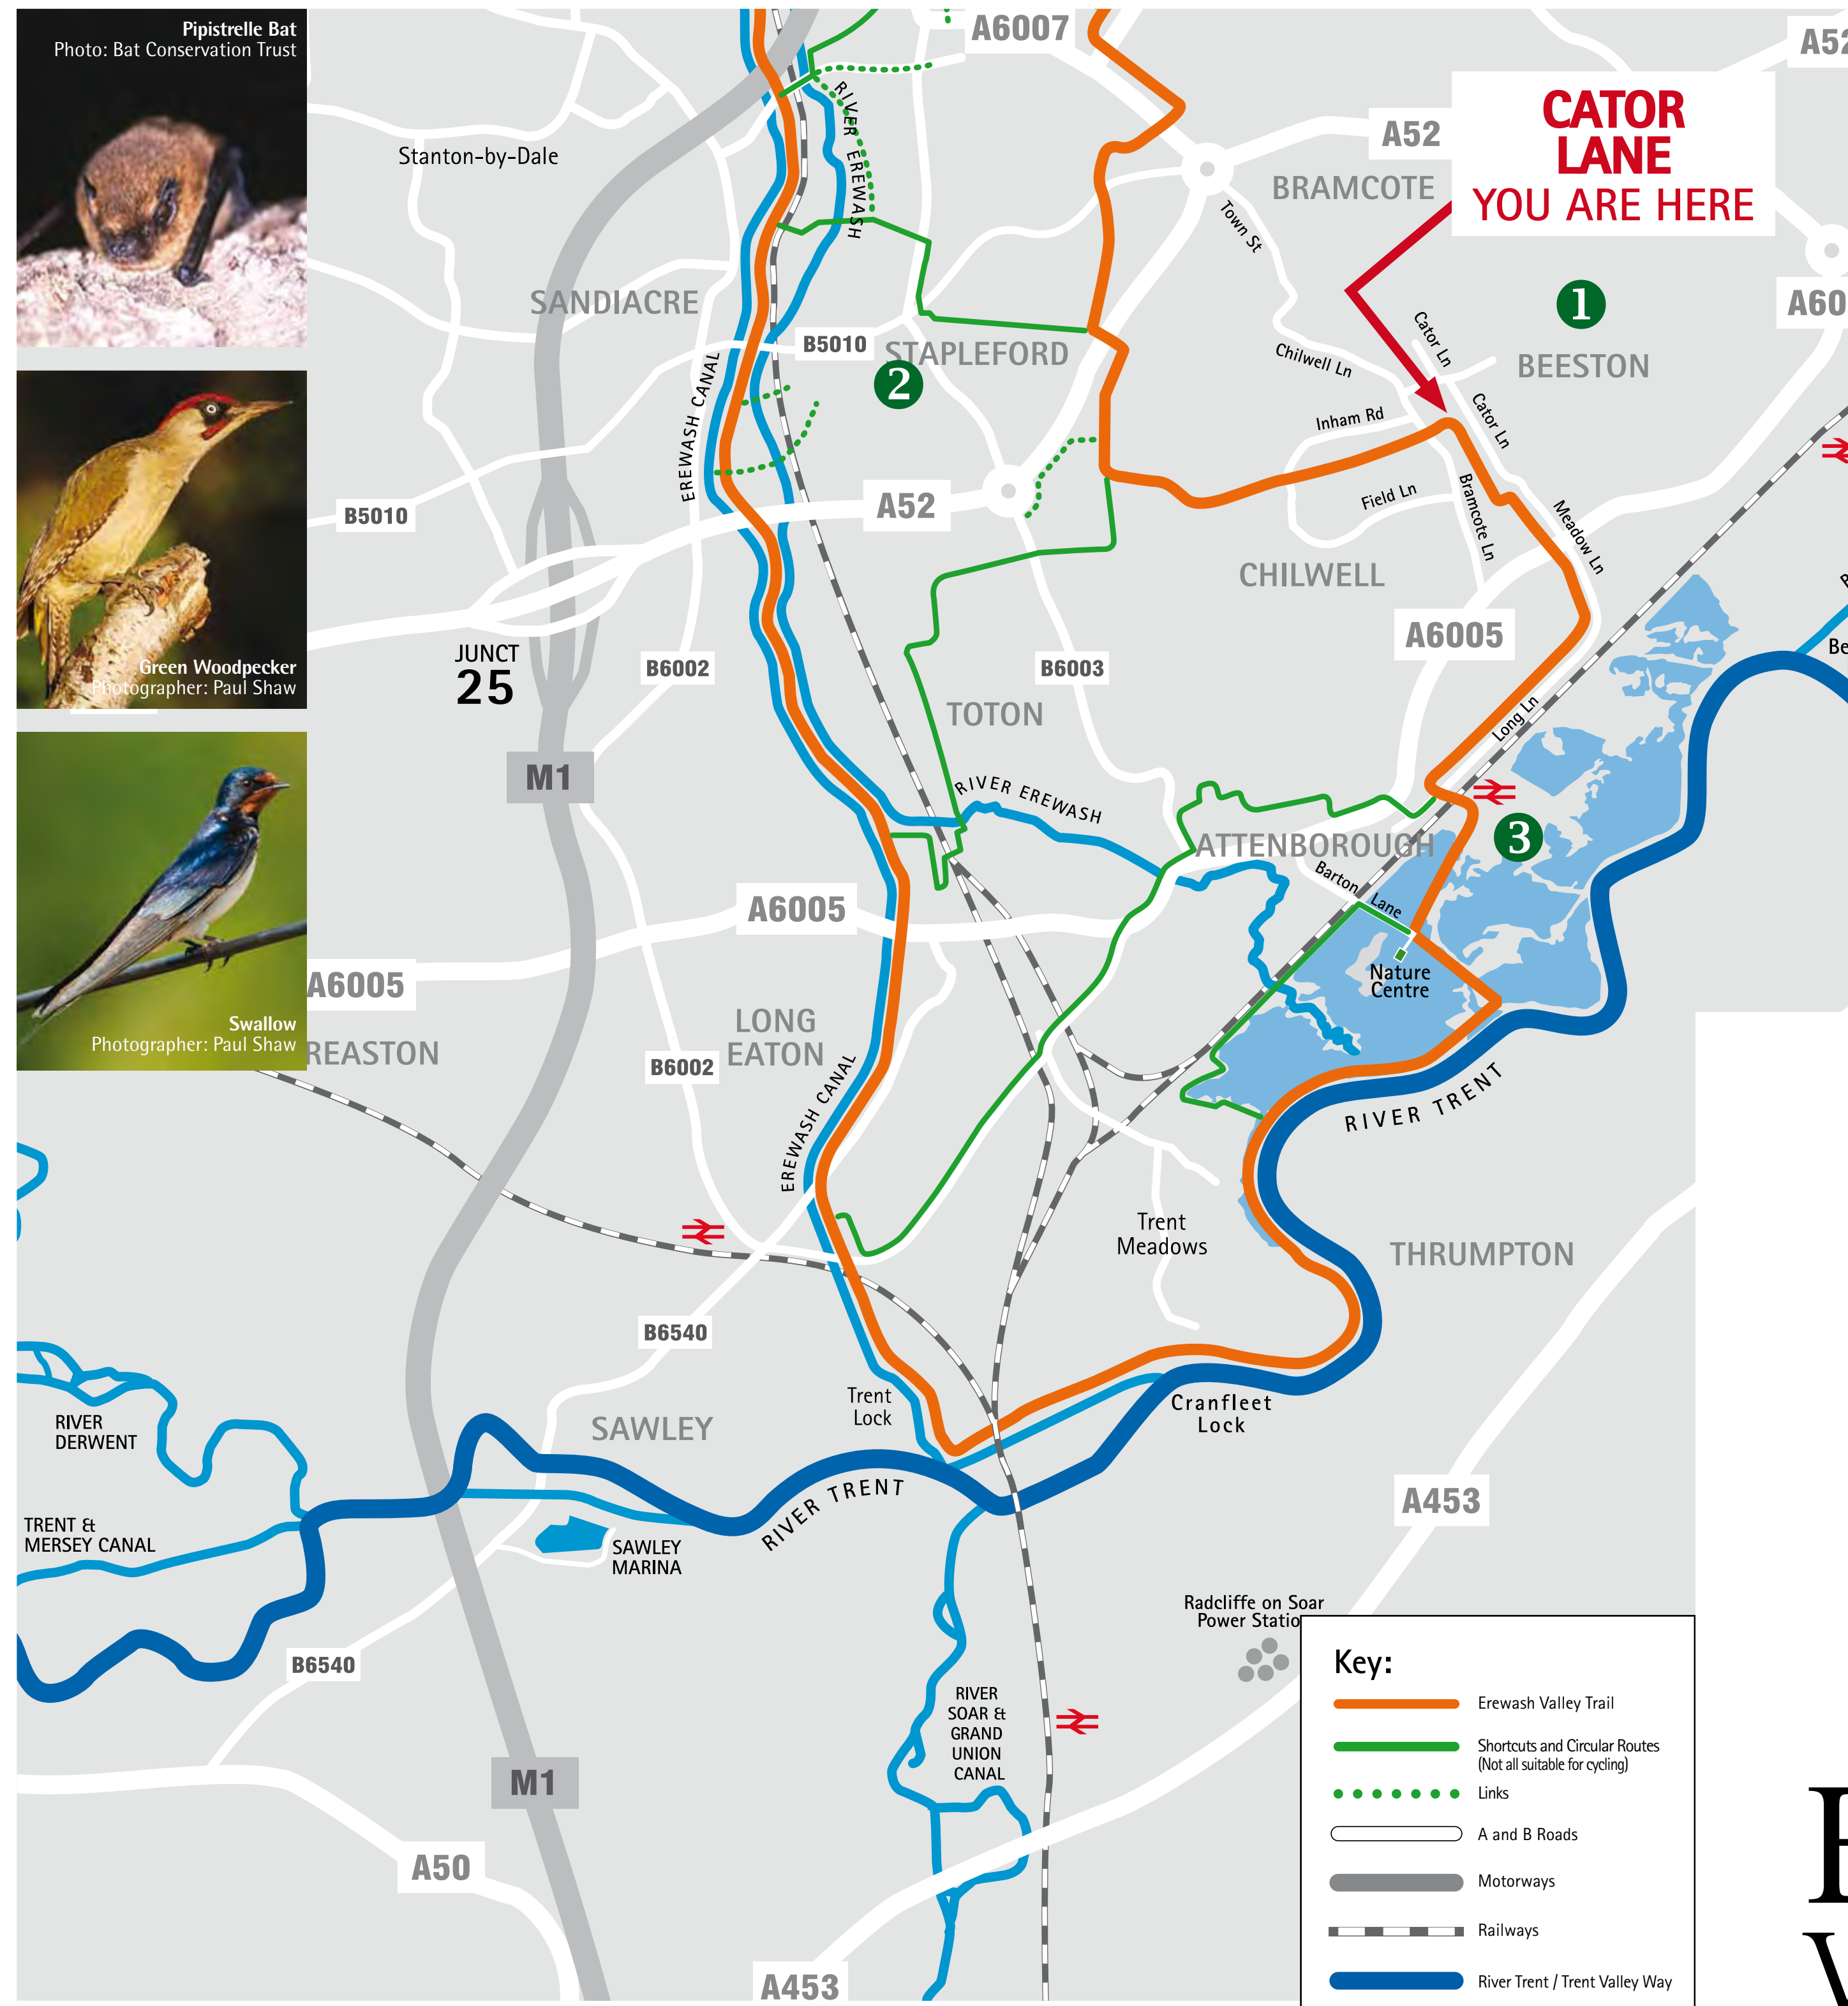 Pipistrelle Bat
Photo: Bat Conservation Trust
Green Woodpecker
Photographer: Paul Shaw
Swallow
Photographer: Paul Shaw
A6007
A52
CATOR
LANE
YOU ARE HERE
A52
BRAMCOTE
Stanton-by-Dale
RIVER EREWASH
Town St
SANDIACRE
1
B5010
STAPLEFORD
2
Cator Ln
Chilwell Ln
BEESTON
EREWASH CANAL
Inham Rd
Cator Ln
B5010
A52
Field Ln
Bramcote Ln
Meadow Ln
CHILWELL
JUNCT
25
B6002
B6003
A6005
TOTON
Long Ln
M1
RIVER EREWASH
ATTENBOROUGH
3
Barton Lane
A6005
A6005
Nature
Centre
LONG
EATON
REASTON
B6002
EREWASH CANAL
RIVER TRENT
Trent
Meadows
THRUMPTON
B6540
Trent
Lock
Cranfleet
Lock
RIVER
DERWENT
SAWLEY
RIVER TRENT
A453
TRENT &
MERSEY CANAL
SAWLEY
MARINA
Radcliffe on Soar
Power Statio
B6540
RIVER
SOAR &
GRAND
UNION
CANAL
M1
A50
A453
Key:
Erewash Valley Trail
Shortcuts and Circular Routes
(Not all suitable for cycling)
Links
A and B Roads
Motorways
Railways
River Trent / Trent Valley Way